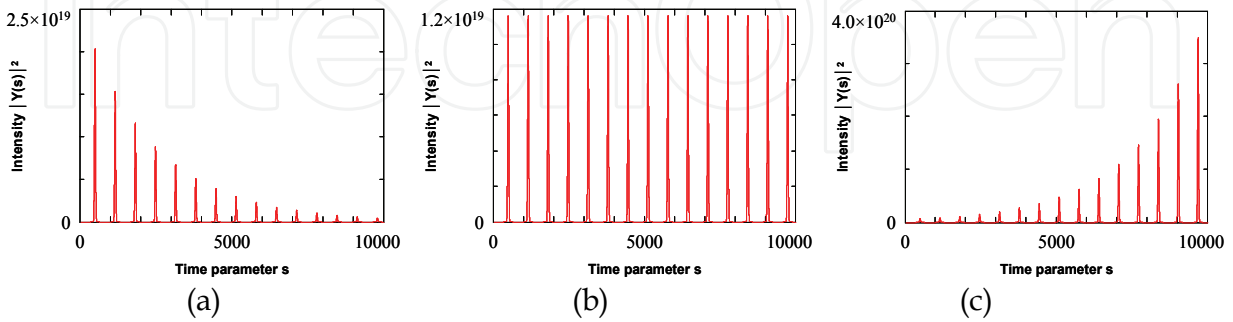 IntechOpen
2.5×10¹⁹
Intensity |Y(s)|²
0
0
5000
10000
Time parameter s
(a)
1.2×10¹⁹
Intensity |Y(s)|²
0
0
5000
10000
Time parameter s
(b)
4.0×10²⁰
Intensity |Y(s)|²
0
0
5000
10000
Time parameter s
(c)